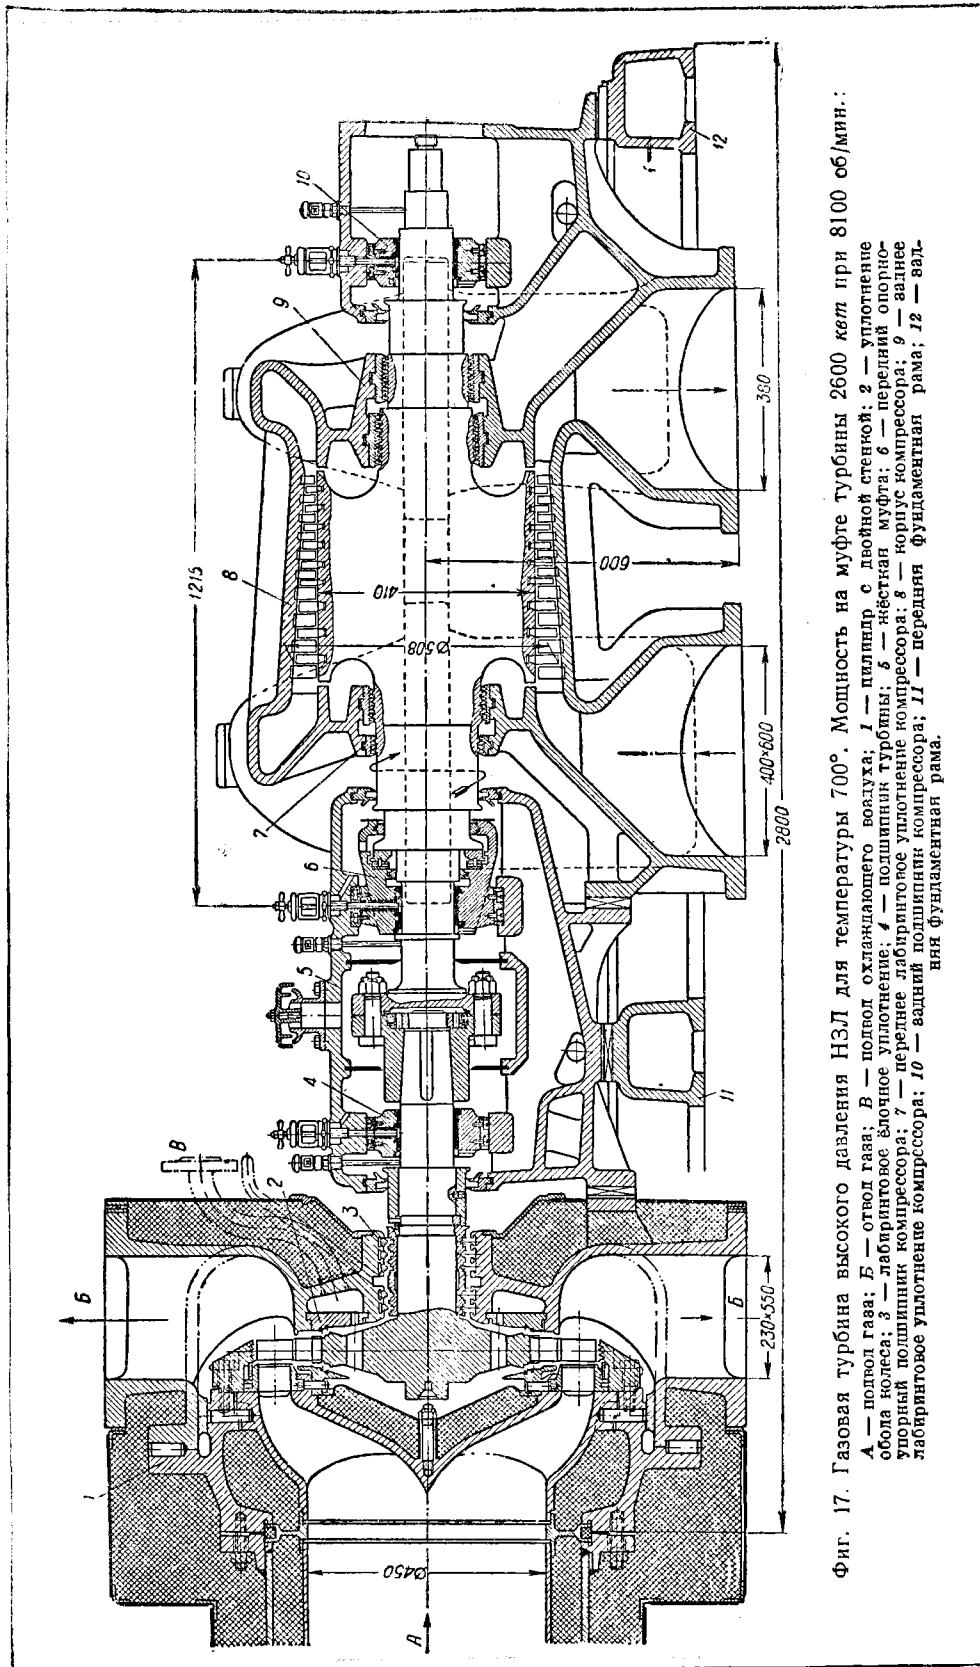 В
Б
2
3
4
5
6
7
8
9
10
1215
1
А
Ø450
Ø508
410
600
Б
230×550
400×600
360
2800
11
12
Фиг. 17. Газовая турбина высокого давления НЗЛ для температуры 700°. Мощность на муфте турбины 2600 квт при 8100 об/мин.:
А — подвод газа; Б — отвод газа; В — подвод охлаждающего воздуха; 1 — цилиндр с двойной стенкой; 2 — уплотнение
обода колеса; 3 — лабиринтовое ёлочное уплотнение; 4 — подшипник турбины; 5 — жёсткая муфта; 6 — передний опорно-
упорный подшипник компрессора; 7 — переднее лабиринтовое уплотнение компрессора; 8 — корпус компрессора; 9 — заднее
лабиринтовое уплотнение компрссора; 10 — задний подшипник компрессора; 11 — передняя фундаментная рама; 12 — зад-
няя фундаментная рама.